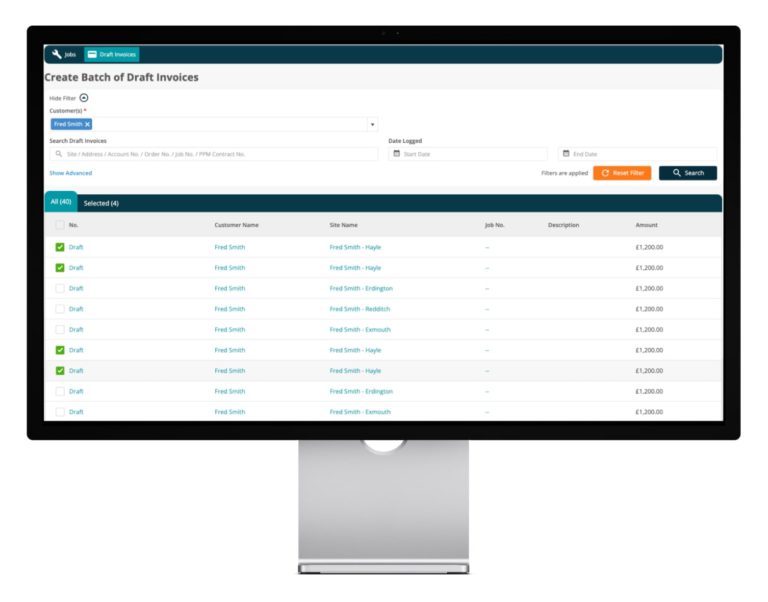 Jobs Draft Invoices
Create Batch of Draft Invoices
Hide Filter
Customer(s) *
Fred Smith ×
Search Draft Invoices Date Logged
Site / Address / Account No. / Order No. / Job No. / PPM Contract No. Start Date End Date
Show Advanced Filters are applied Reset Filter Search
All (40) Selected (4)
No. Customer Name Site Name Job No. Description Amount
Draft Fred Smith Fred Smith - Hayle -- £1,200.00
Draft Fred Smith Fred Smith - Hayle -- £1,200.00
Draft Fred Smith Fred Smith - Erdington -- £1,200.00
Draft Fred Smith Fred Smith - Redditch -- £1,200.00
Draft Fred Smith Fred Smith - Exmouth -- £1,200.00
Draft Fred Smith Fred Smith - Hayle -- £1,200.00
Draft Fred Smith Fred Smith - Hayle -- £1,200.00
Draft Fred Smith Fred Smith - Erdington -- £1,200.00
Draft Fred Smith Fred Smith - Exmouth -- £1,200.00